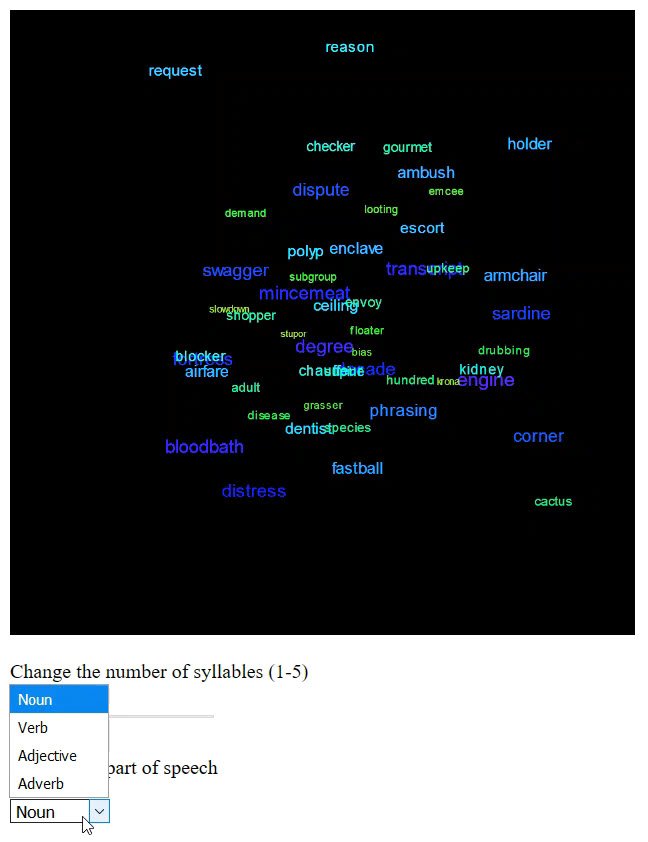 reason
request
checker
gourmet
holder
ambush
dispute
emcee
looting
demand
escort
polyp
enclave
swagger
transcript
upkeep
armchair
subgroup
mincemeat
ceiling
envoy
slowdown
shopper
sardine
stupor
floater
degree
bias
drubbing
blocker
fortress
airfare
chauffeur
kidney
hundred
krona
engine
adult
grasser
phrasing
disease
dentist
species
corner
bloodbath
fastball
distress
cactus
Change the number of syllables (1-5)
Noun
Verb
Adjective
part of speech
Adverb
Noun